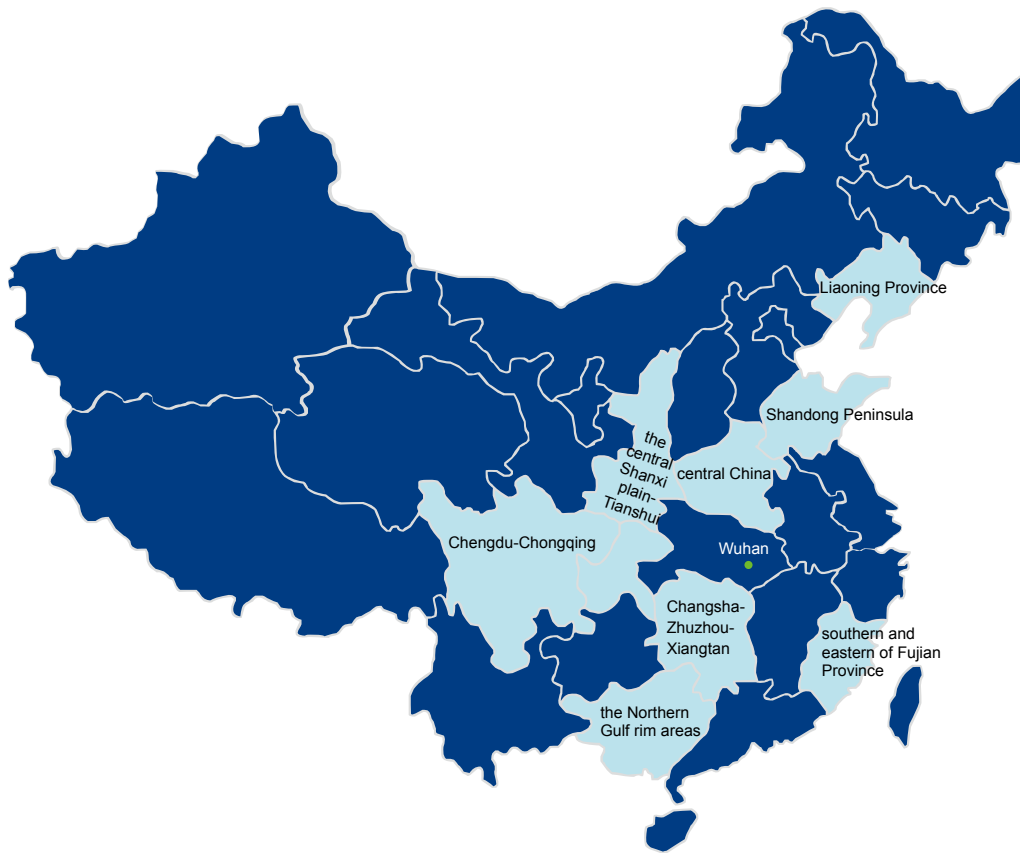 Liaoning Province
Shandong Peninsula
the
central
Shanxi
plain-
Tianshui
central China
Chengdu-Chongqing
Wuhan
Changsha-
Zhuzhou-
Xiangtan
southern and
eastern of Fujian
Province
the Northern
Gulf rim areas